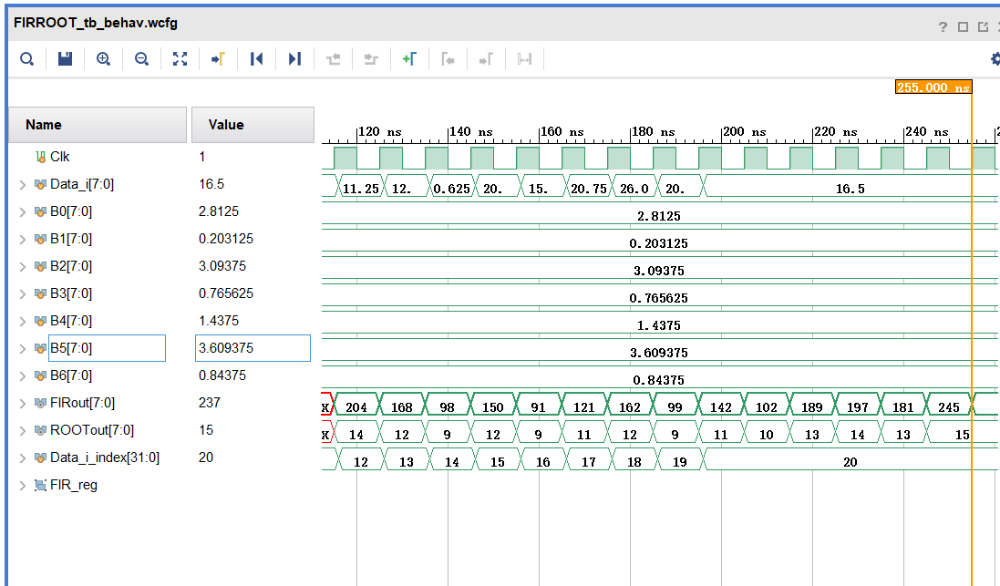 FIRROOT_tb_behav.wcfg
255.000 ns
Name Value
120 ns 140 ns 160 ns 180 ns 200 ns 220 ns 240 ns 2
Clk 1
Data_i[7:0] 16.5 11.25 12. 0.625 20. 15. 20.75 26.0 20. 16.5
B0[7:0] 2.8125 2.8125
B1[7:0] 0.203125 0.203125
B2[7:0] 3.09375 3.09375
B3[7:0] 0.765625 0.765625
B4[7:0] 1.4375 1.4375
B5[7:0] 3.609375 3.609375
B6[7:0] 0.84375 0.84375
FIRout[7:0] 237 X 204 168 98 150 91 121 162 99 142 102 189 197 181 245
ROOTout[7:0] 15 X 14 12 9 12 9 11 12 9 11 10 13 14 13 15
Data_i_index[31:0] 20 12 13 14 15 16 17 18 19 20
FIR_reg